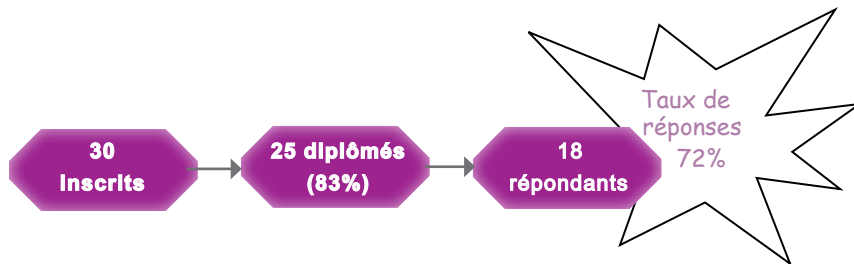 30
inscrits
25 diplômés
(83%)
18
répondants
Taux de
réponses
72%